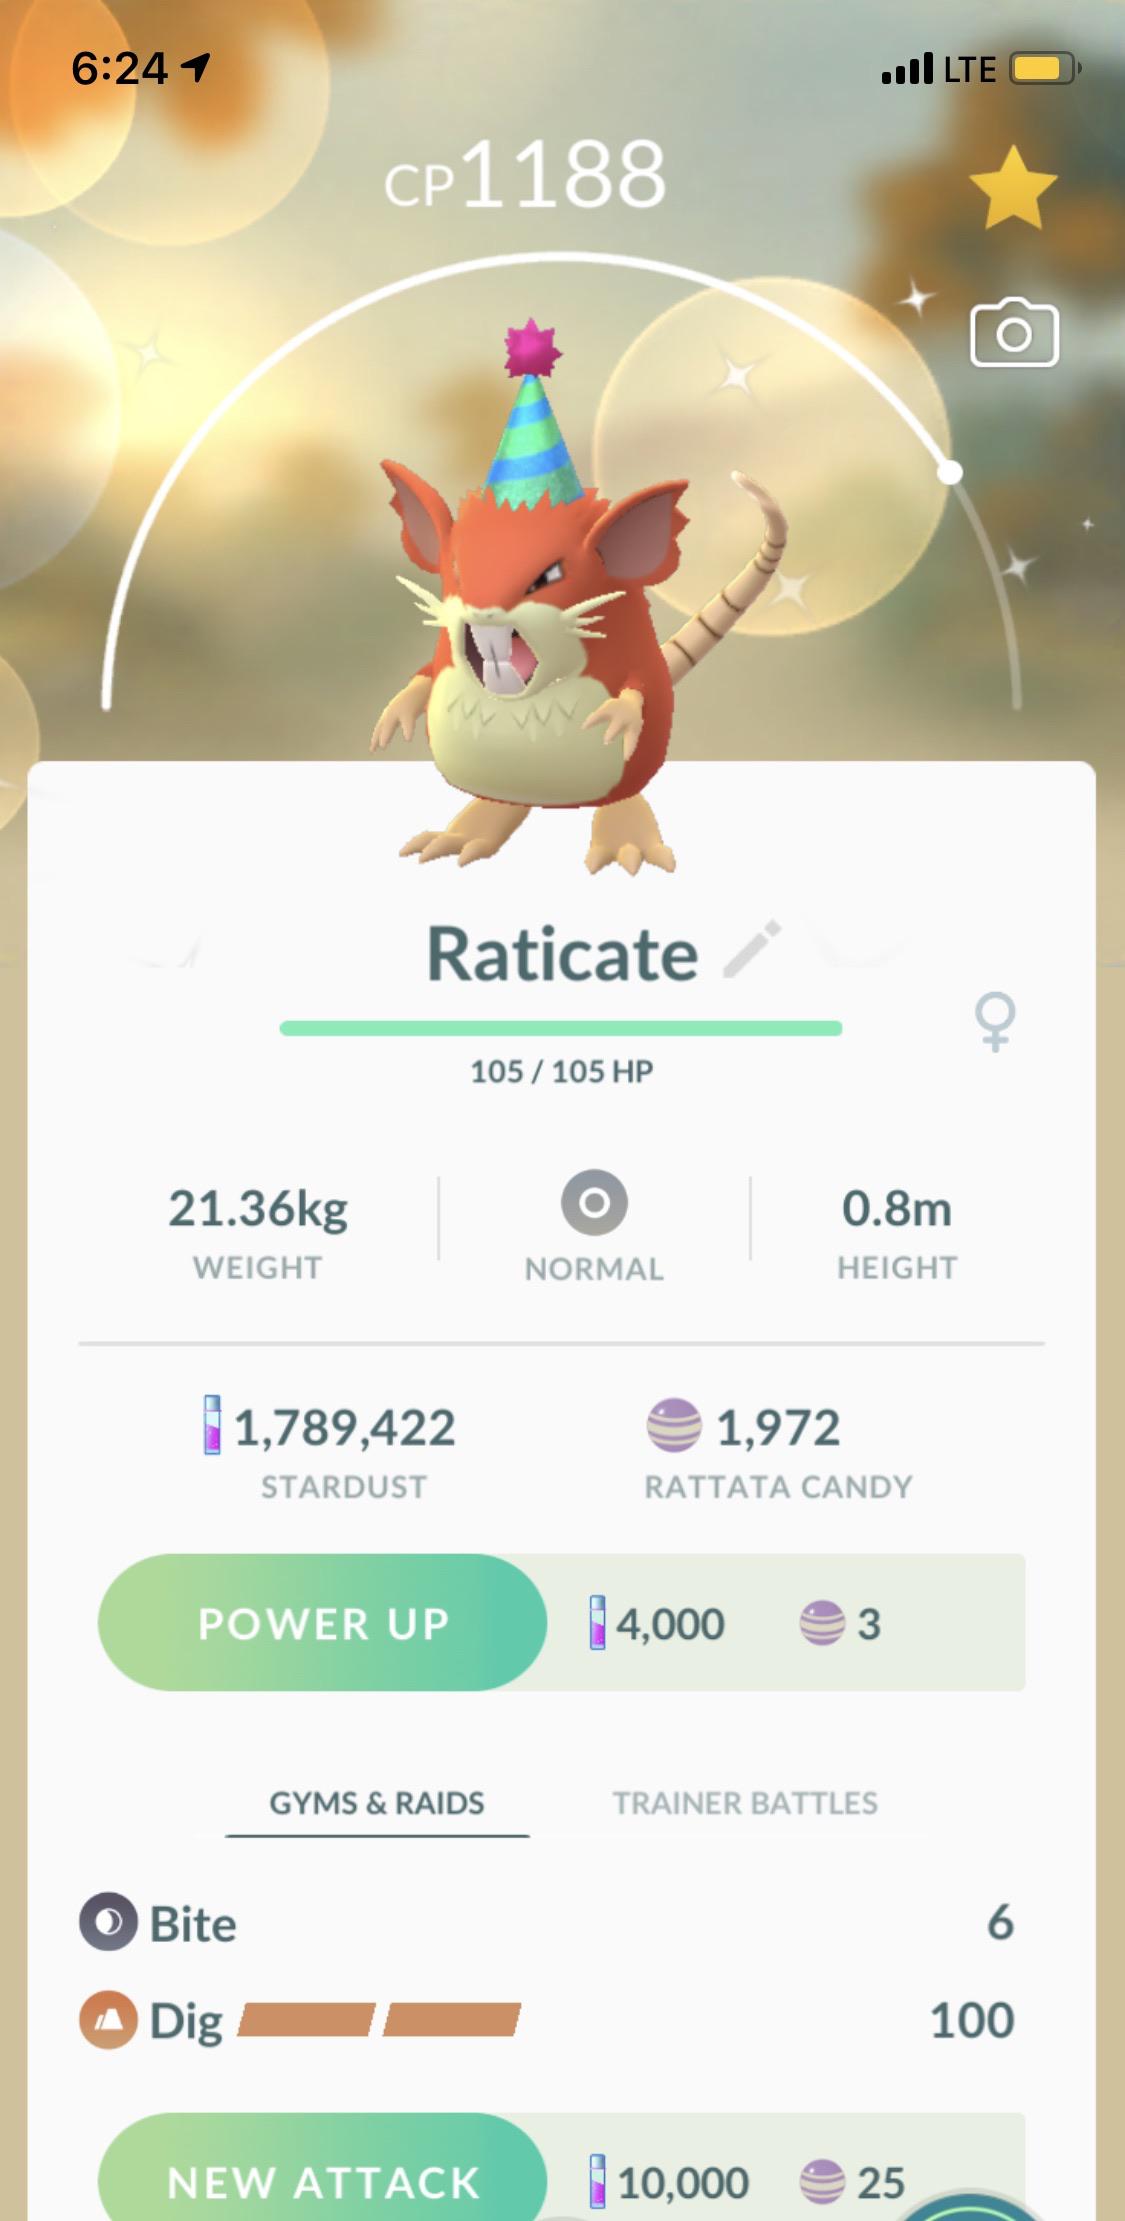 6:24
LTE
CP1188
Raticate
105 / 105 HP
21.36kg
WEIGHT
NORMAL
0.8m
HEIGHT
1,789,422
STARDUST
1,972
RATTATA CANDY
POWER UP 4,000 3
GYMS & RAIDS
TRAINER BATTLES
Bite 6
Dig 100
NEW ATTACK 10,000 25